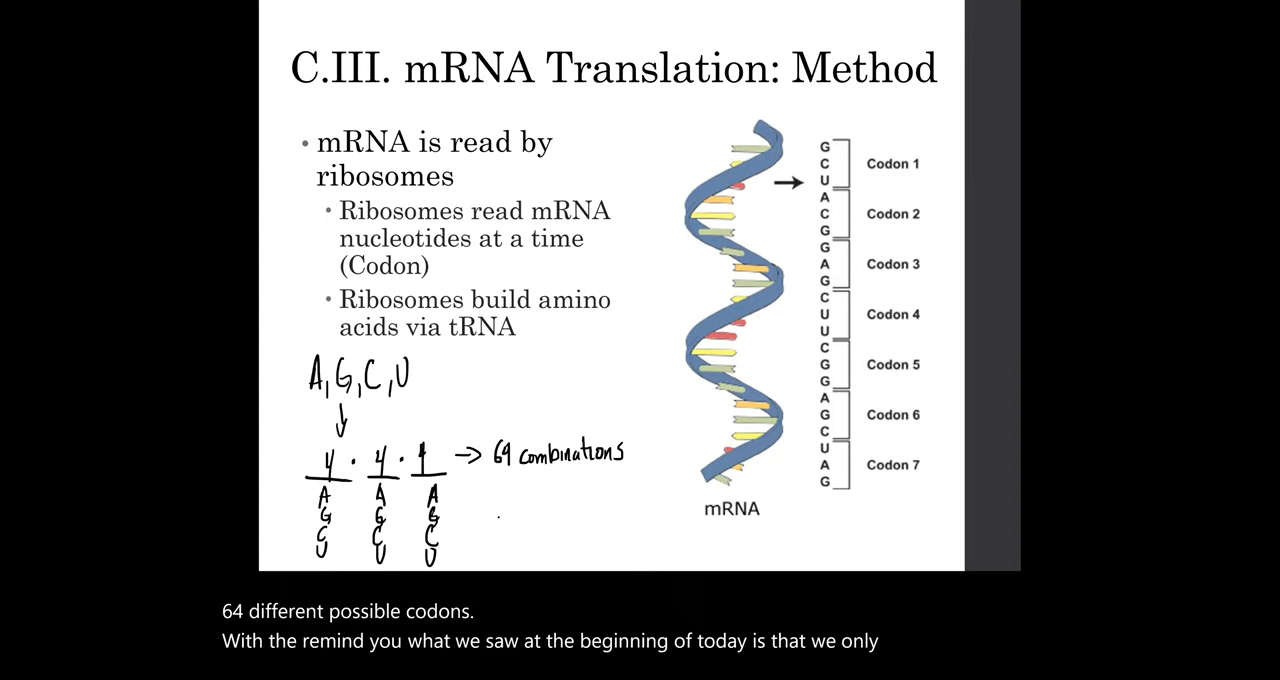 C.III. mRNA Translation: Method
• mRNA is read by
ribosomes
• Ribosomes read mRNA
nucleotides at a time
(Codon)
• Ribosomes build amino
acids via tRNA
A, G, C, U
4 · 4 · 4 → 64 combinations
A A A
G G G
C C C
U U U
G
C
U
Codon 1
A
C
G
Codon 2
G
A
G
Codon 3
C
U
U
Codon 4
C
G
G
Codon 5
A
G
C
Codon 6
U
A
G
Codon 7
mRNA
64 different possible codons.
With the remind you what we saw at the beginning of today is that we only